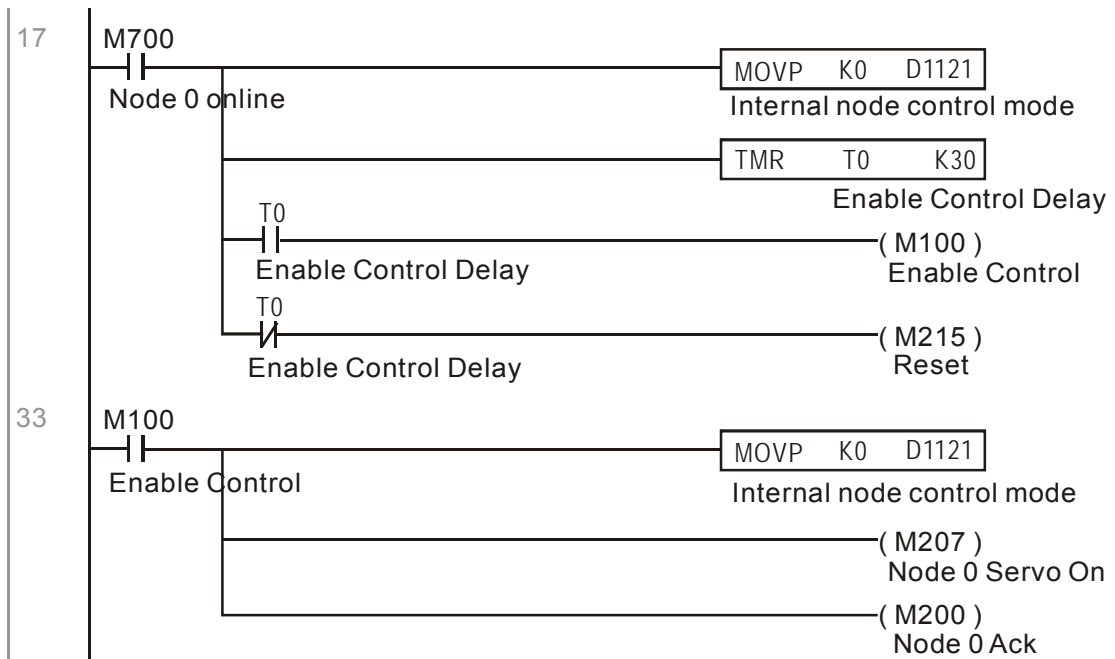 17
M700
MOVP K0 D1121
Node 0 online
Internal node control mode
TMR T0 K30
Enable Control Delay
T0
( M100 )
Enable Control Delay
Enable Control
T0
( M215 )
Enable Control Delay
Reset
33
M100
MOVP K0 D1121
Enable Control
Internal node control mode
( M207 )
Node 0 Servo On
( M200 )
Node 0 Ack